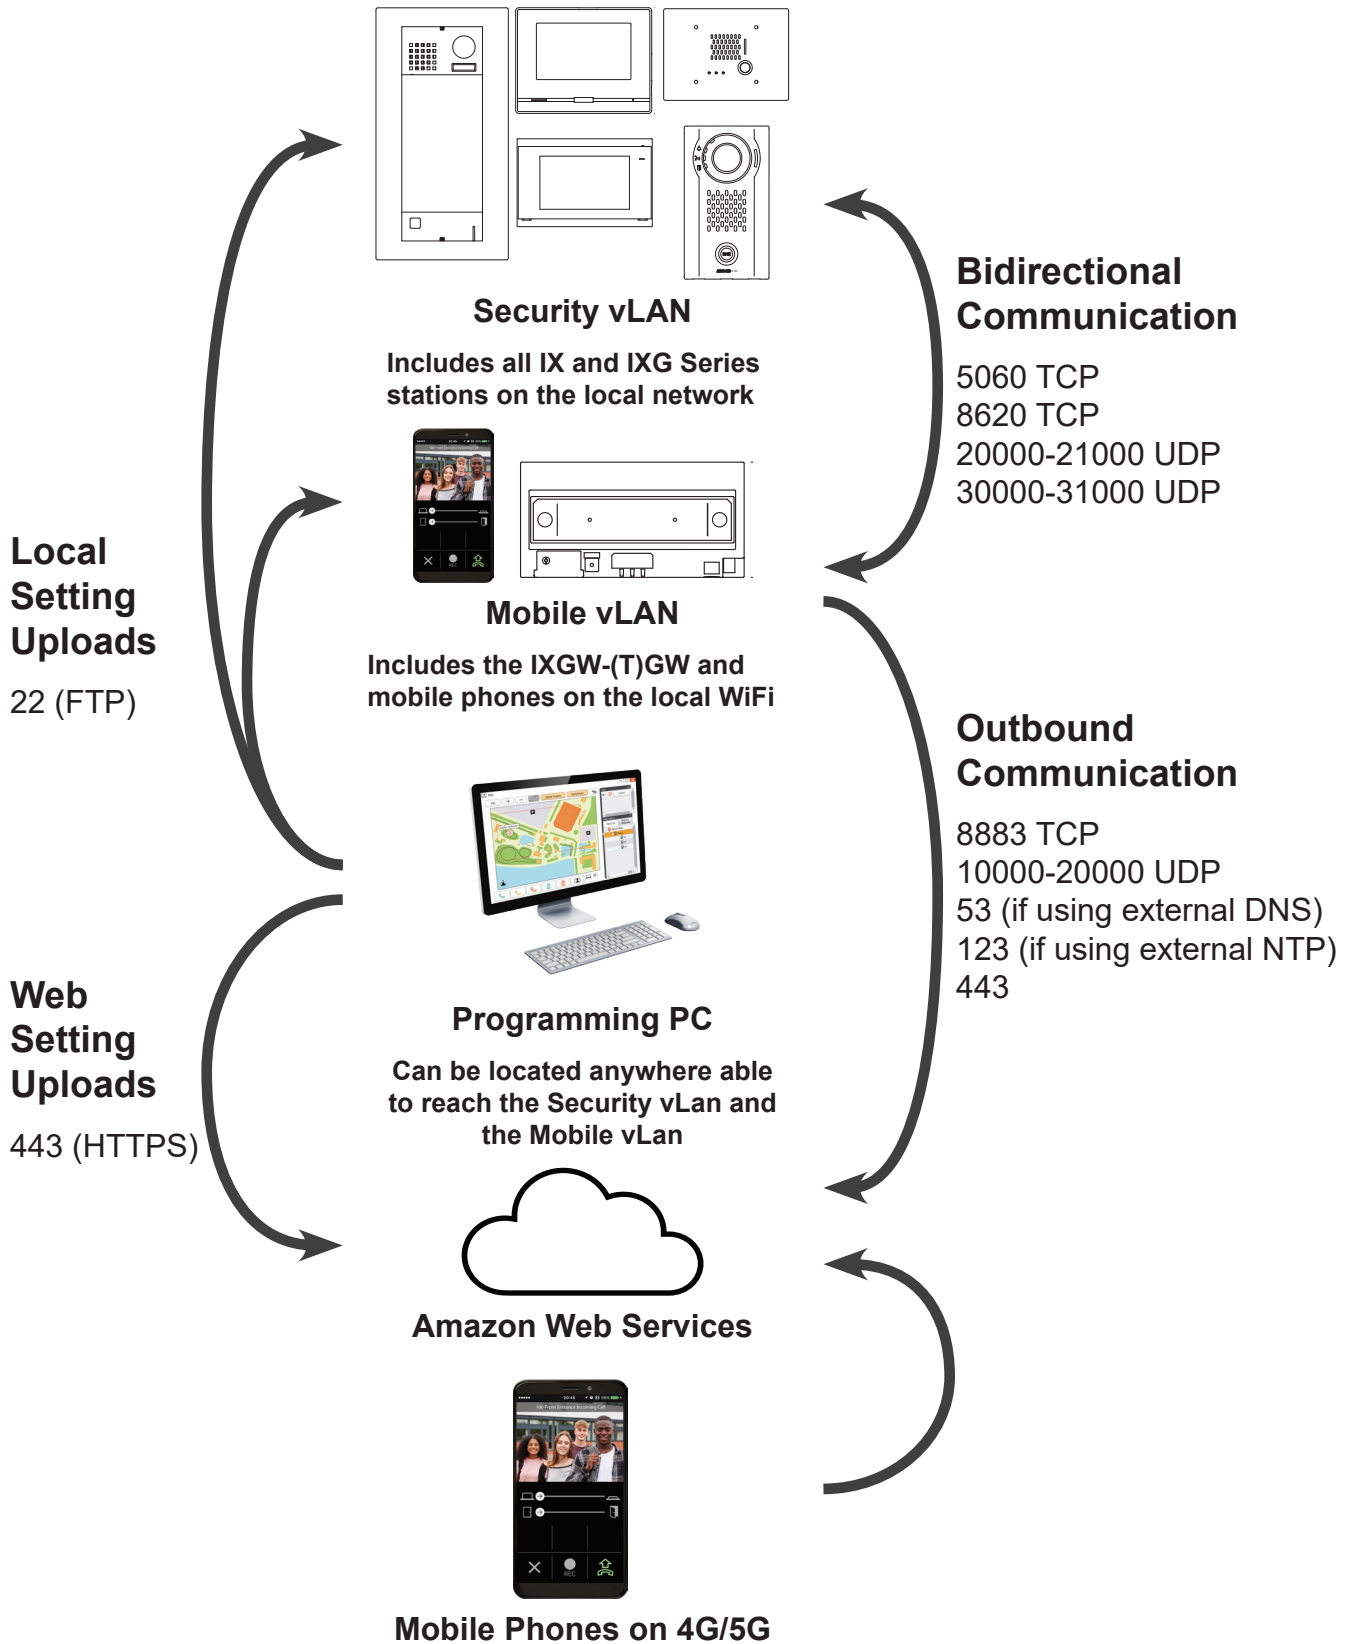 Security vLAN
Includes all IX and IXG Series
stations on the local network
Bidirectional
Communication
5060 TCP
8620 TCP
20000-21000 UDP
30000-31000 UDP
REC
Mobile vLAN
Includes the IXGW-(T)GW and
mobile phones on the local WiFi
Local
Setting
Uploads
22 (FTP)
Outbound
Communication
8883 TCP
10000-20000 UDP
53 (if using external DNS)
123 (if using external NTP)
443
Programming PC
Can be located anywhere able
to reach the Security vLan and
the Mobile vLan
Web
Setting
Uploads
443 (HTTPS)
Amazon Web Services
20:45
REC
Mobile Phones on 4G/5G